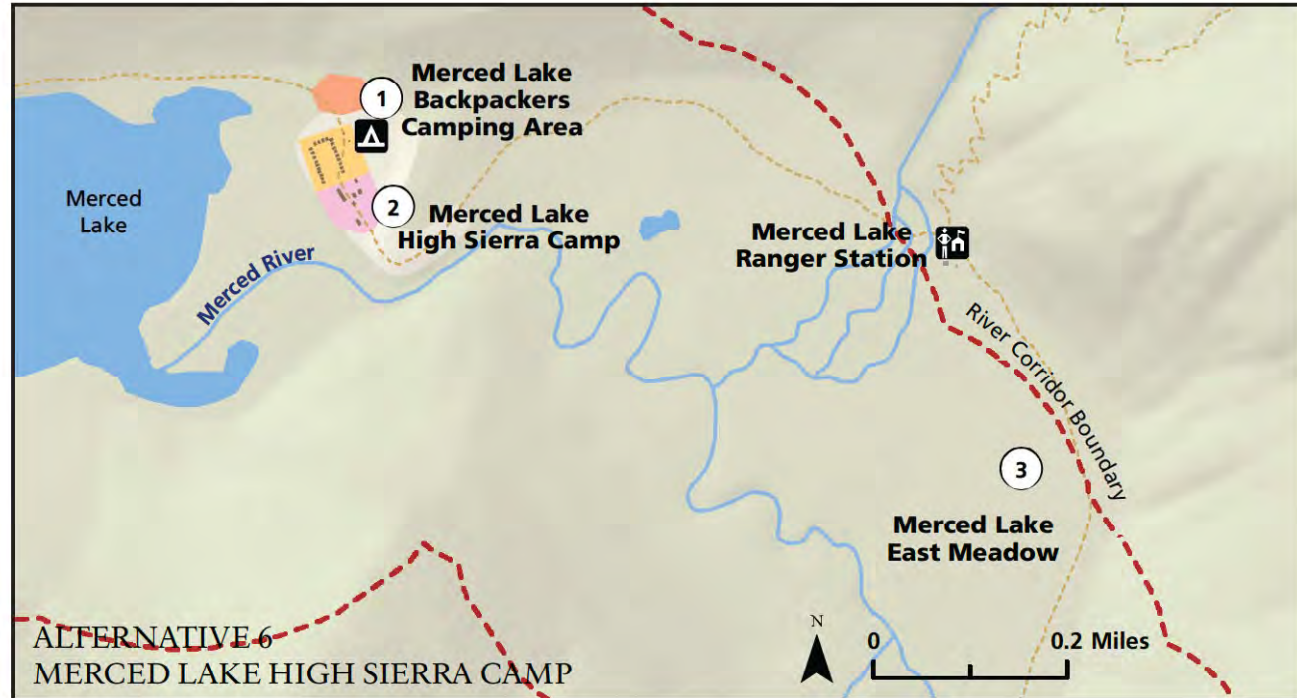 1
Merced Lake
Backpackers
Camping Area
Merced
Lake
2
Merced Lake
High Sierra Camp
Merced River
Merced Lake
Ranger Station
River Corridor Boundary
3
Merced Lake
East Meadow
N
0 0.2 Miles
ALTERNATIVE 6
MERCED LAKE HIGH SIERRA CAMP